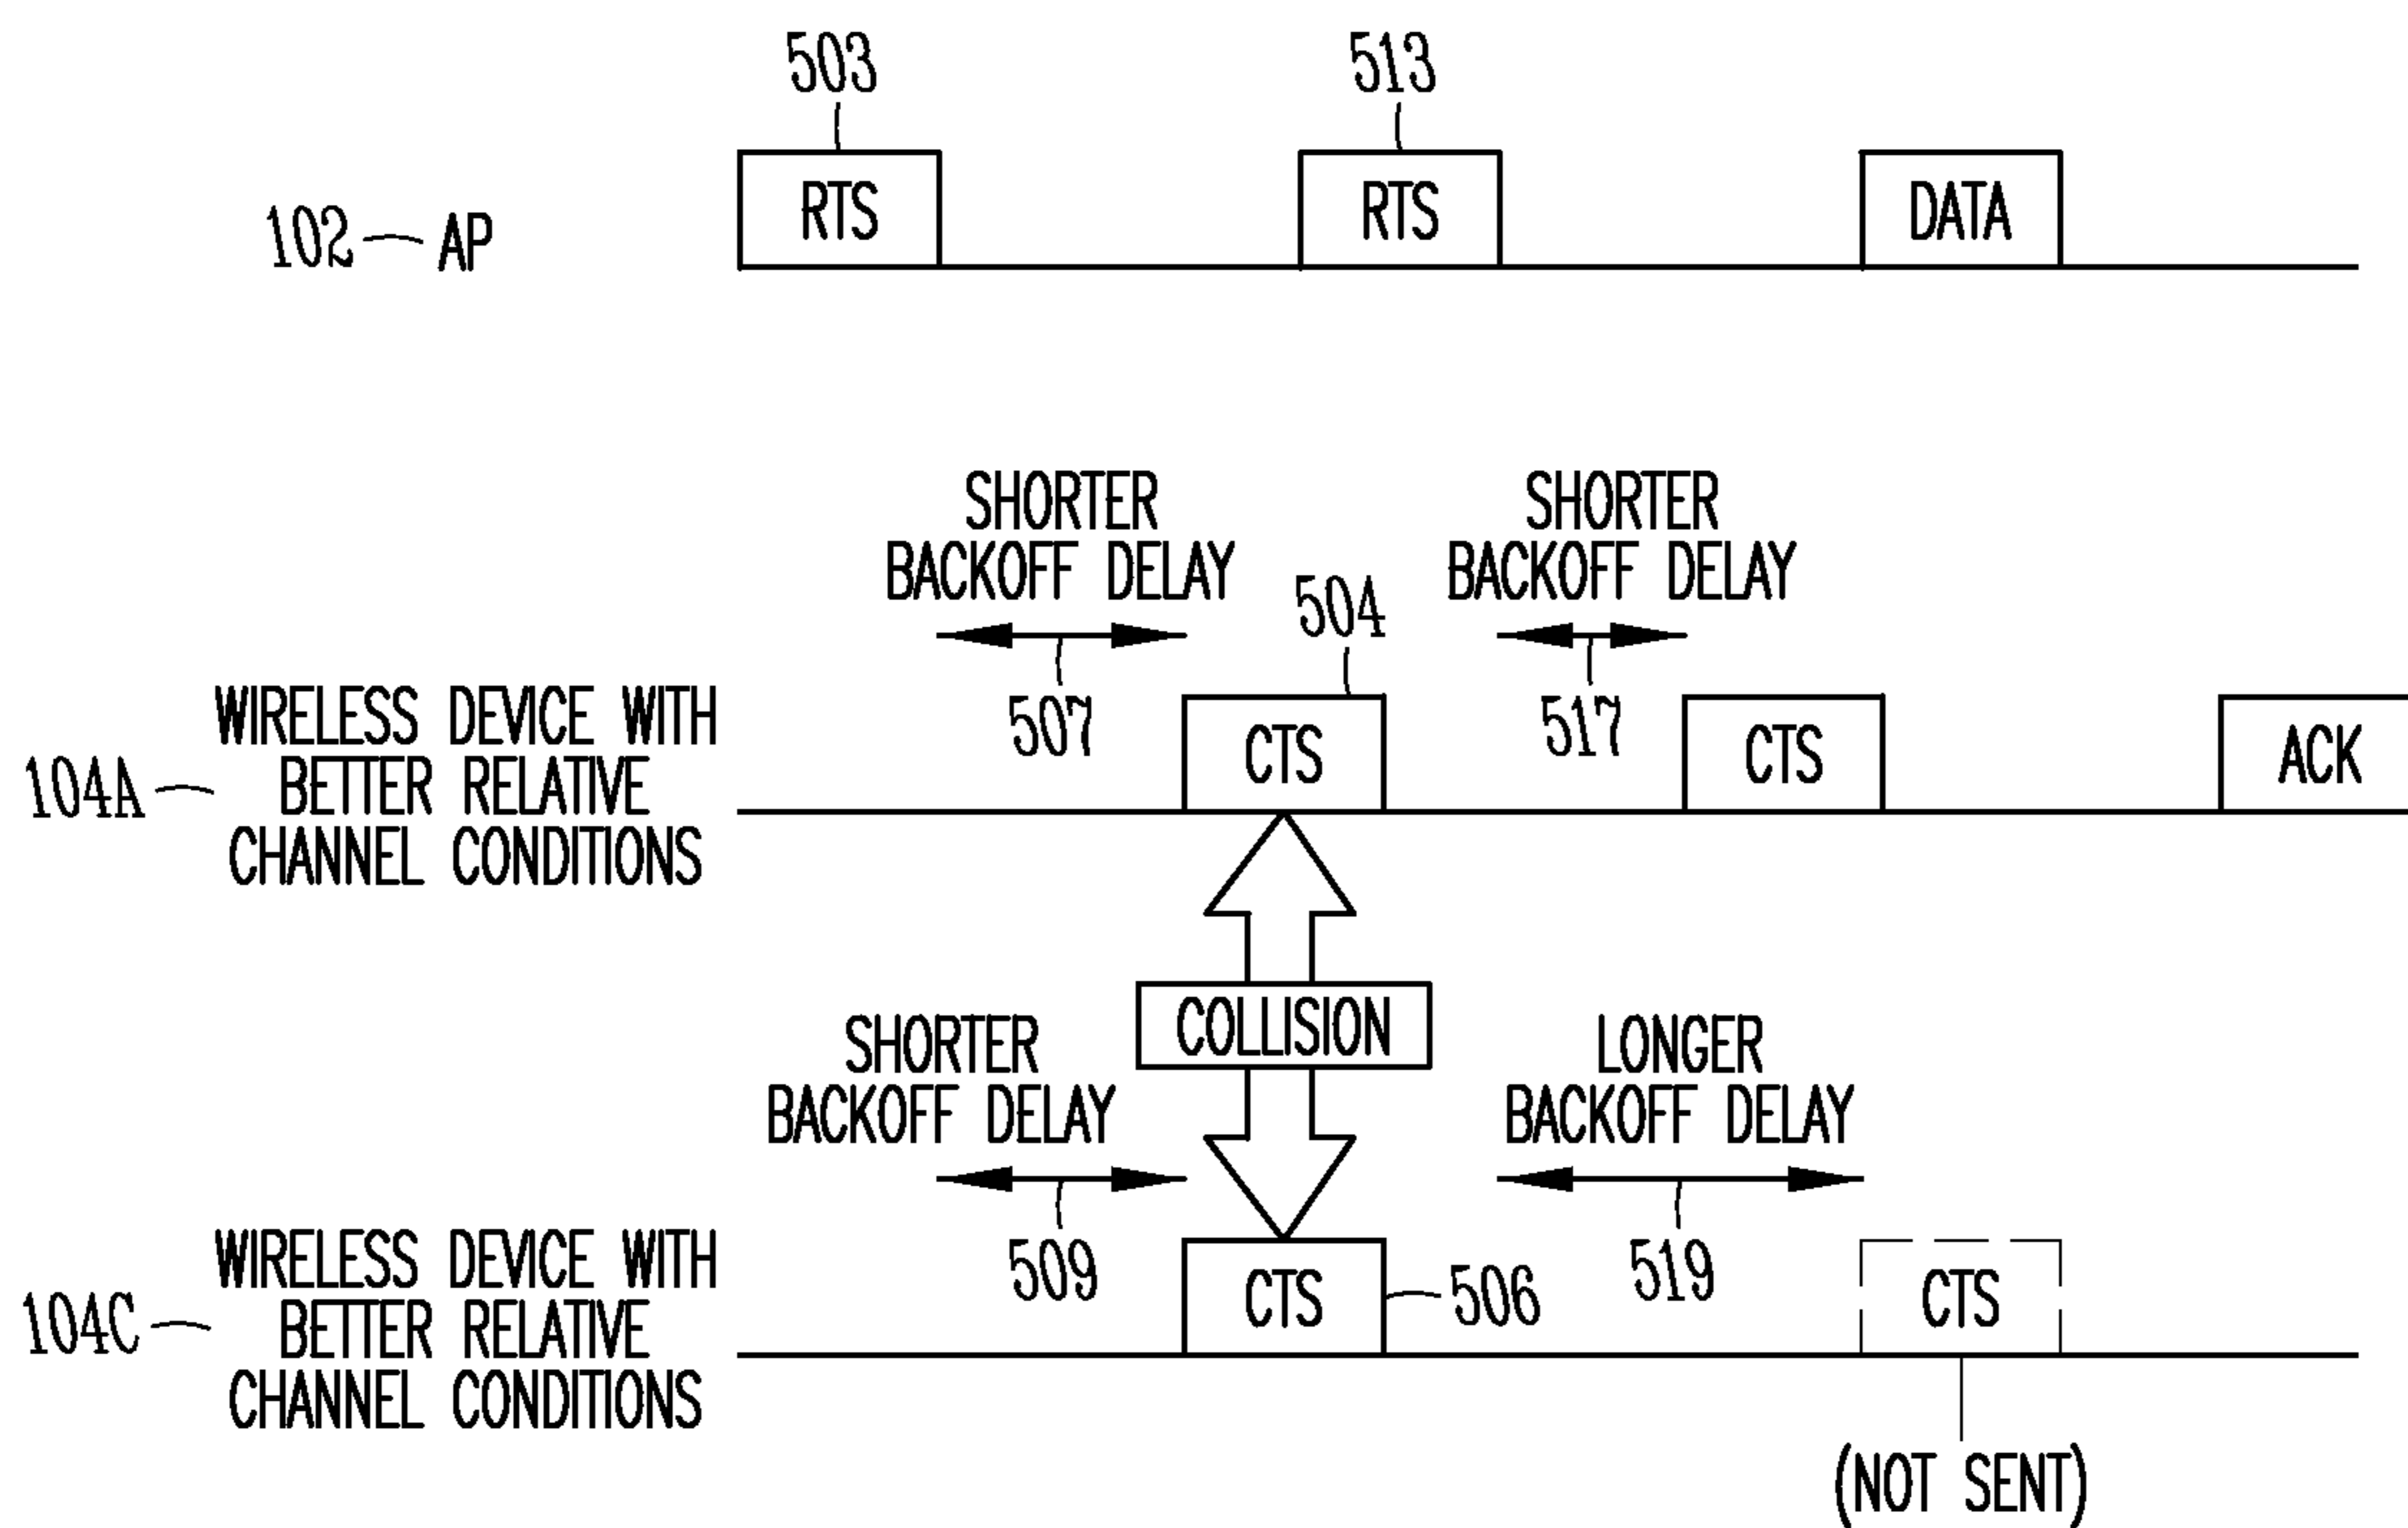 503
513
RTS
RTS
DATA
102
AP
SHORTER
BACKOFF DELAY
SHORTER
BACKOFF DELAY
504
507
517
WIRELESS DEVICE WITH
BETTER RELATIVE
CHANNEL CONDITIONS
104A
CTS
CTS
ACK
COLLISION
SHORTER
BACKOFF DELAY
LONGER
BACKOFF DELAY
509
519
WIRELESS DEVICE WITH
BETTER RELATIVE
CHANNEL CONDITIONS
104C
CTS
506
CTS
(NOT SENT)